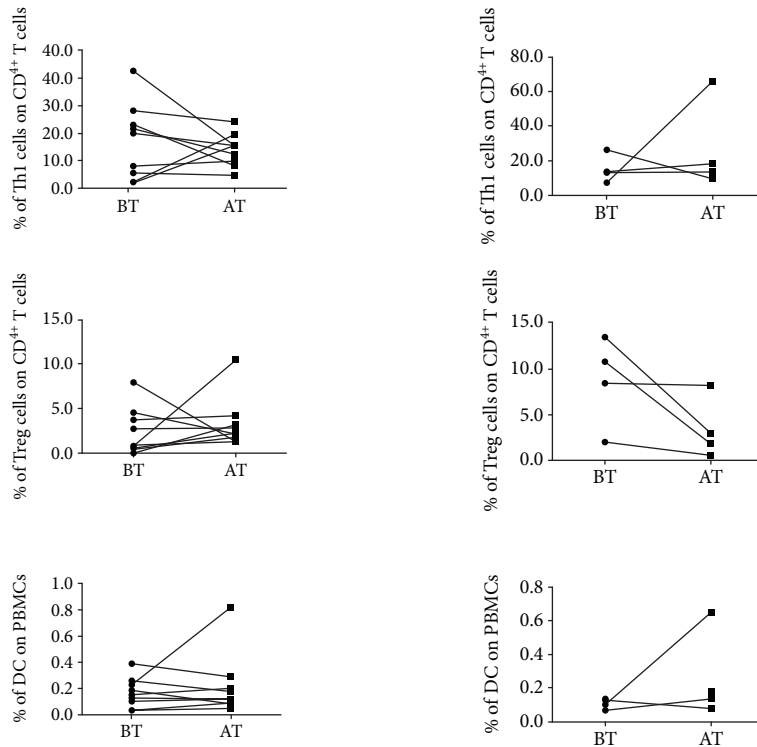 % of Th1 cells on CD4+ T cells
40.0
50.0
30.0
20.0
10.0
0.0
BT AT
% of Th1 cells on CD4+ T cells
80.0
60.0
40.0
20.0
0.0
BT AT
% of Treg cells on CD4+ T cells
15.0
10.0
5.0
0.0
BT AT
% of Treg cells on CD4+ T cells
15.0
10.0
5.0
0.0
BT AT
% of DC on PBMCs
1.0
0.8
0.6
0.4
0.2
0.0
BT AT
% of DC on PBMCs
0.8
0.6
0.4
0.2
0.0
BT AT